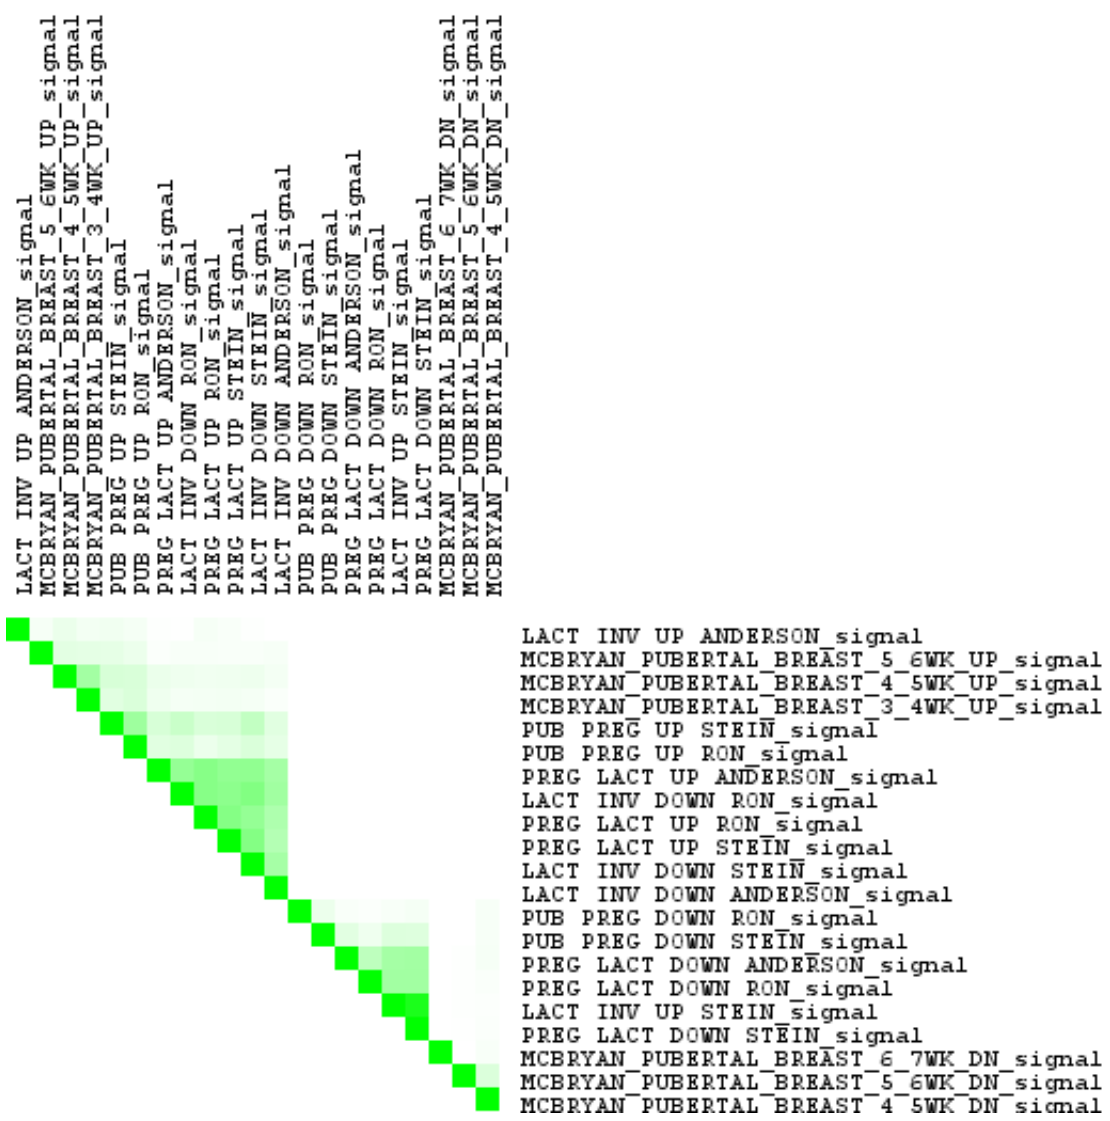 LACT INV UP ANDERSON_signal
MCBRYAN_PUBERTAL_BREAST_5_6WK_UP_signal
MCBRYAN_PUBERTAL_BREAST_4_5WK_UP_signal
MCBRYAN_PUBERTAL_BREAST_3_4WK_UP_signal
PUB PREG UP STEIN_signal
PUB PREG UP RON_signal
PREG LACT UP ANDERSON_signal
LACT INV DOWN RON_signal
PREG LACT UP RON_signal
PREG LACT UP STEIN_signal
LACT INV DOWN STEIN_signal
LACT INV DOWN ANDERSON_signal
PUB PREG DOWN RON_signal
PUB PREG DOWN STEIN_signal
PREG LACT DOWN ANDERSON_signal
PREG LACT DOWN RON_signal
LACT INV UP STEIN_signal
PREG LACT DOWN STEIN_signal
MCBRYAN_PUBERTAL_BREAST_6_7WK_DN_signal
MCBRYAN_PUBERTAL_BREAST_5_6WK_DN_signal
MCBRYAN_PUBERTAL_BREAST_4_5WK_DN_signal
LACT INV UP ANDERSON_signal
MCBRYAN_PUBERTAL_BREAST_5_6WK_UP_signal
MCBRYAN_PUBERTAL_BREAST_4_5WK_UP_signal
MCBRYAN_PUBERTAL_BREAST_3_4WK_UP_signal
PUB PREG UP STEIN_signal
PUB PREG UP RON_signal
PREG LACT UP ANDERSON_signal
LACT INV DOWN RON_signal
PREG LACT UP RON_signal
PREG LACT UP STEIN_signal
LACT INV DOWN STEIN_signal
LACT INV DOWN ANDERSON_signal
PUB PREG DOWN RON_signal
PUB PREG DOWN STEIN_signal
PREG LACT DOWN ANDERSON_signal
PREG LACT DOWN RON_signal
LACT INV UP STEIN_signal
PREG LACT DOWN STEIN_signal
MCBRYAN_PUBERTAL_BREAST_6_7WK_DN_signal
MCBRYAN_PUBERTAL_BREAST_5_6WK_DN_signal
MCBRYAN_PUBERTAL_BREAST_4_5WK_DN_signal